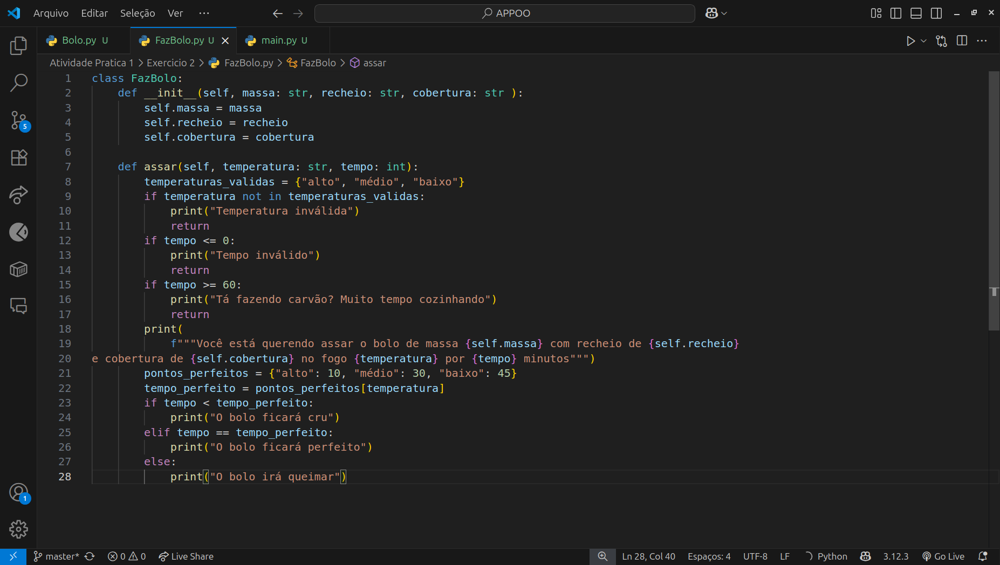 Arquivo Editar Seleção Ver ··· APPOO
Bolo.py U FazBolo.py U main.py U
Atividade Pratica 1 > Exercicio 2 > FazBolo.py > FazBolo > assar
1 class FazBolo:
2 def __init__(self, massa: str, recheio: str, cobertura: str ):
3 self.massa = massa
4 self.recheio = recheio
5 self.cobertura = cobertura
6
7 def assar(self, temperatura: str, tempo: int):
8 temperaturas_validas = {"alto", "médio", "baixo"}
9 if temperatura not in temperaturas_validas:
10 print("Temperatura inválida")
11 return
12 if tempo <= 0:
13 print("Tempo inválido")
14 return
15 if tempo >= 60:
16 print("Tá fazendo carvão? Muito tempo cozinhando")
17 return
18 print(
19 f"""Você está querendo assar o bolo de massa {self.massa} com recheio de {self.recheio}
20 e cobertura de {self.cobertura} no fogo {temperatura} por {tempo} minutos""")
21 pontos_perfeitos = {"alto": 10, "médio": 30, "baixo": 45}
22 tempo_perfeito = pontos_perfeitos[temperatura]
23 if tempo < tempo_perfeito:
24 print("O bolo ficará cru")
25 elif tempo == tempo_perfeito:
26 print("O bolo ficará perfeito")
27 else:
28 print("O bolo irá queimar")
5
1
master* 0 0 Live Share Ln 28, Col 40 Espaços: 4 UTF-8 LF Python 3.12.3 Go Live